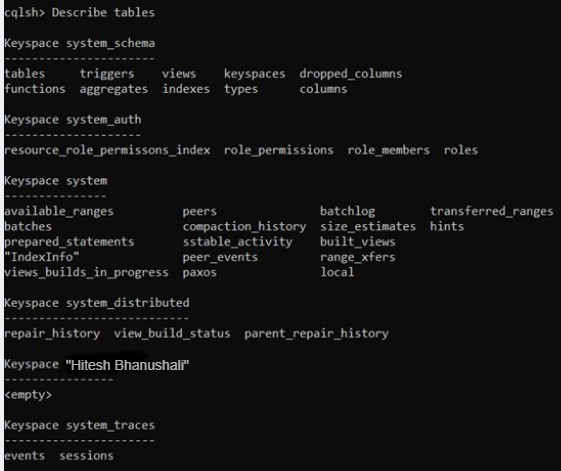 cqlsh> Describe tables
Keyspace system_schema
----------------------
tables triggers views keyspaces dropped_columns
functions aggregates indexes types columns
Keyspace system_auth
--------------------
resource_role_permissons_index role_permissions role_members roles
Keyspace system
---------------
available_ranges peers batchlog transferred_ranges
batches compaction_history size_estimates hints
prepared_statements sstable_activity built_views
"IndexInfo" peer_events range_xfers
views_builds_in_progress paxos local
Keyspace system_distributed
---------------------------
repair_history view_build_status parent_repair_history
Keyspace "Hitesh Bhanushali"
----------------
<empty>
Keyspace system_traces
----------------------
events sessions